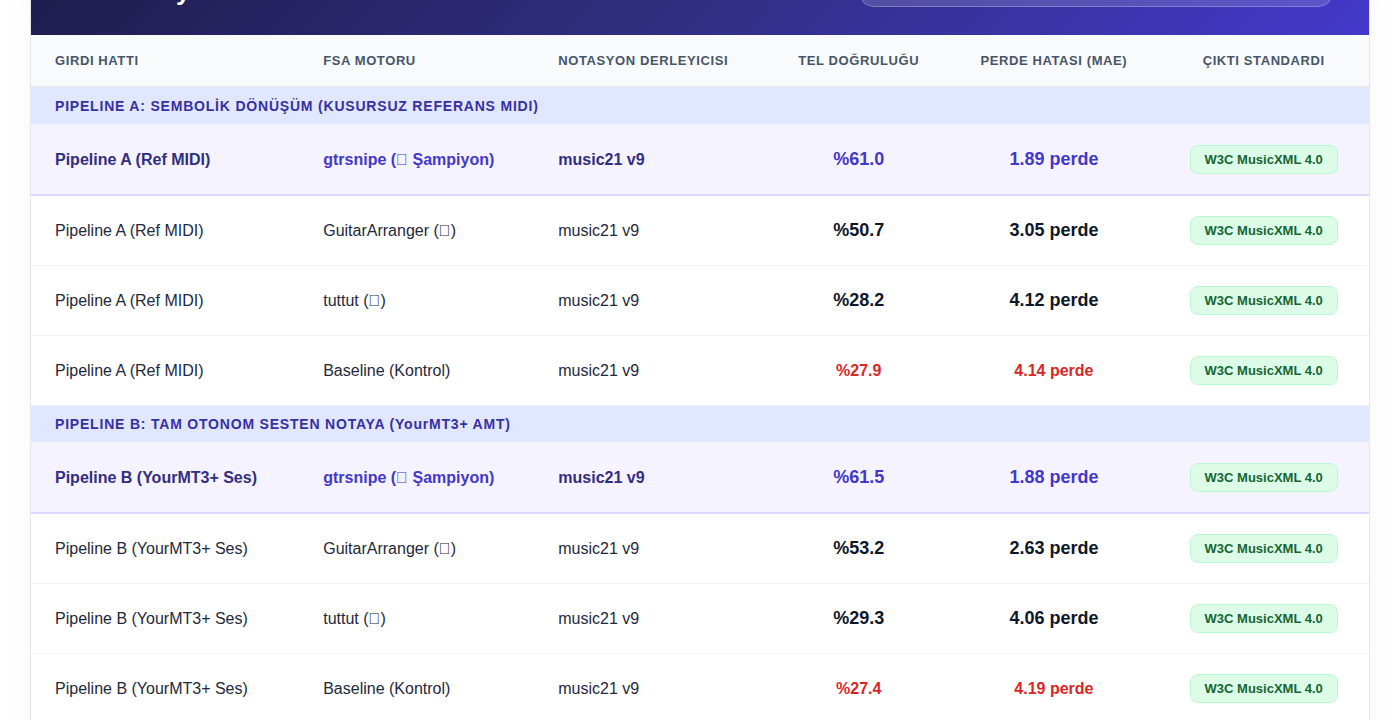 GIRDI HATTI FSA MOTORU NOTASYON DERLEYICISI TEL DOĞRULUĞU PERDE HATASI (MAE) ÇIKTI STANDARDI
PIPELINE A: SEMBOLİK DÖNÜŞÜM (KUSURSUZ REFERANS MIDI)
Pipeline A (Ref MIDI) gtrsnipe (□ Şampiyon) music21 v9 %61.0 1.89 perde W3C MusicXML 4.0
Pipeline A (Ref MIDI) GuitarArranger (□) music21 v9 %50.7 3.05 perde W3C MusicXML 4.0
Pipeline A (Ref MIDI) tuttut (□) music21 v9 %28.2 4.12 perde W3C MusicXML 4.0
Pipeline A (Ref MIDI) Baseline (Kontrol) music21 v9 %27.9 4.14 perde W3C MusicXML 4.0
PIPELINE B: TAM OTONOM SESTEN NOTAYA (YourMT3+ AMT)
Pipeline B (YourMT3+ Ses) gtrsnipe (□ Şampiyon) music21 v9 %61.5 1.88 perde W3C MusicXML 4.0
Pipeline B (YourMT3+ Ses) GuitarArranger (□) music21 v9 %53.2 2.63 perde W3C MusicXML 4.0
Pipeline B (YourMT3+ Ses) tuttut (□) music21 v9 %29.3 4.06 perde W3C MusicXML 4.0
Pipeline B (YourMT3+ Ses) Baseline (Kontrol) music21 v9 %27.4 4.19 perde W3C MusicXML 4.0